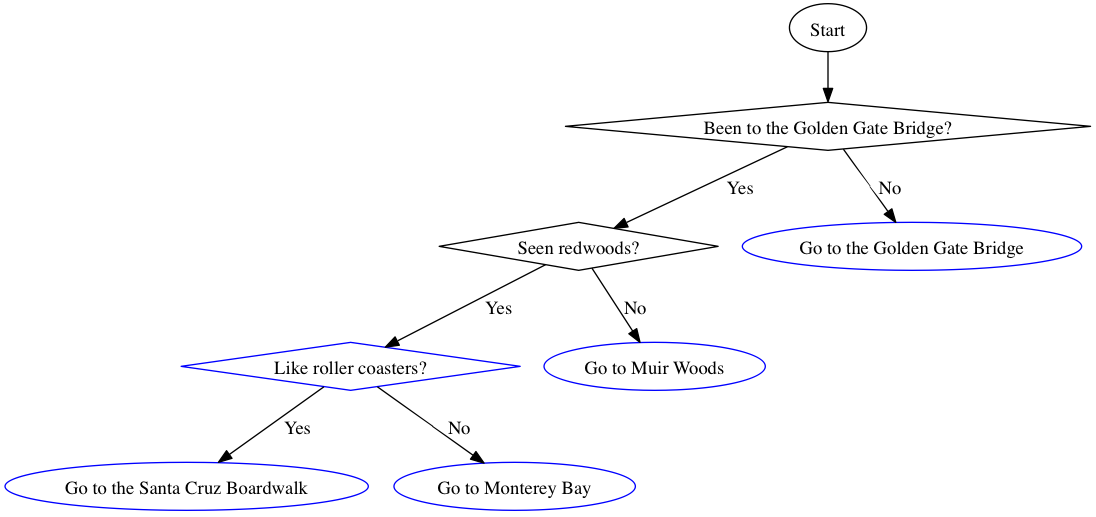 Start
Been to the Golden Gate Bridge?
Yes
No
Seen redwoods?
Go to the Golden Gate Bridge
Yes
No
Like roller coasters?
Go to Muir Woods
Yes
No
Go to the Santa Cruz Boardwalk
Go to Monterey Bay